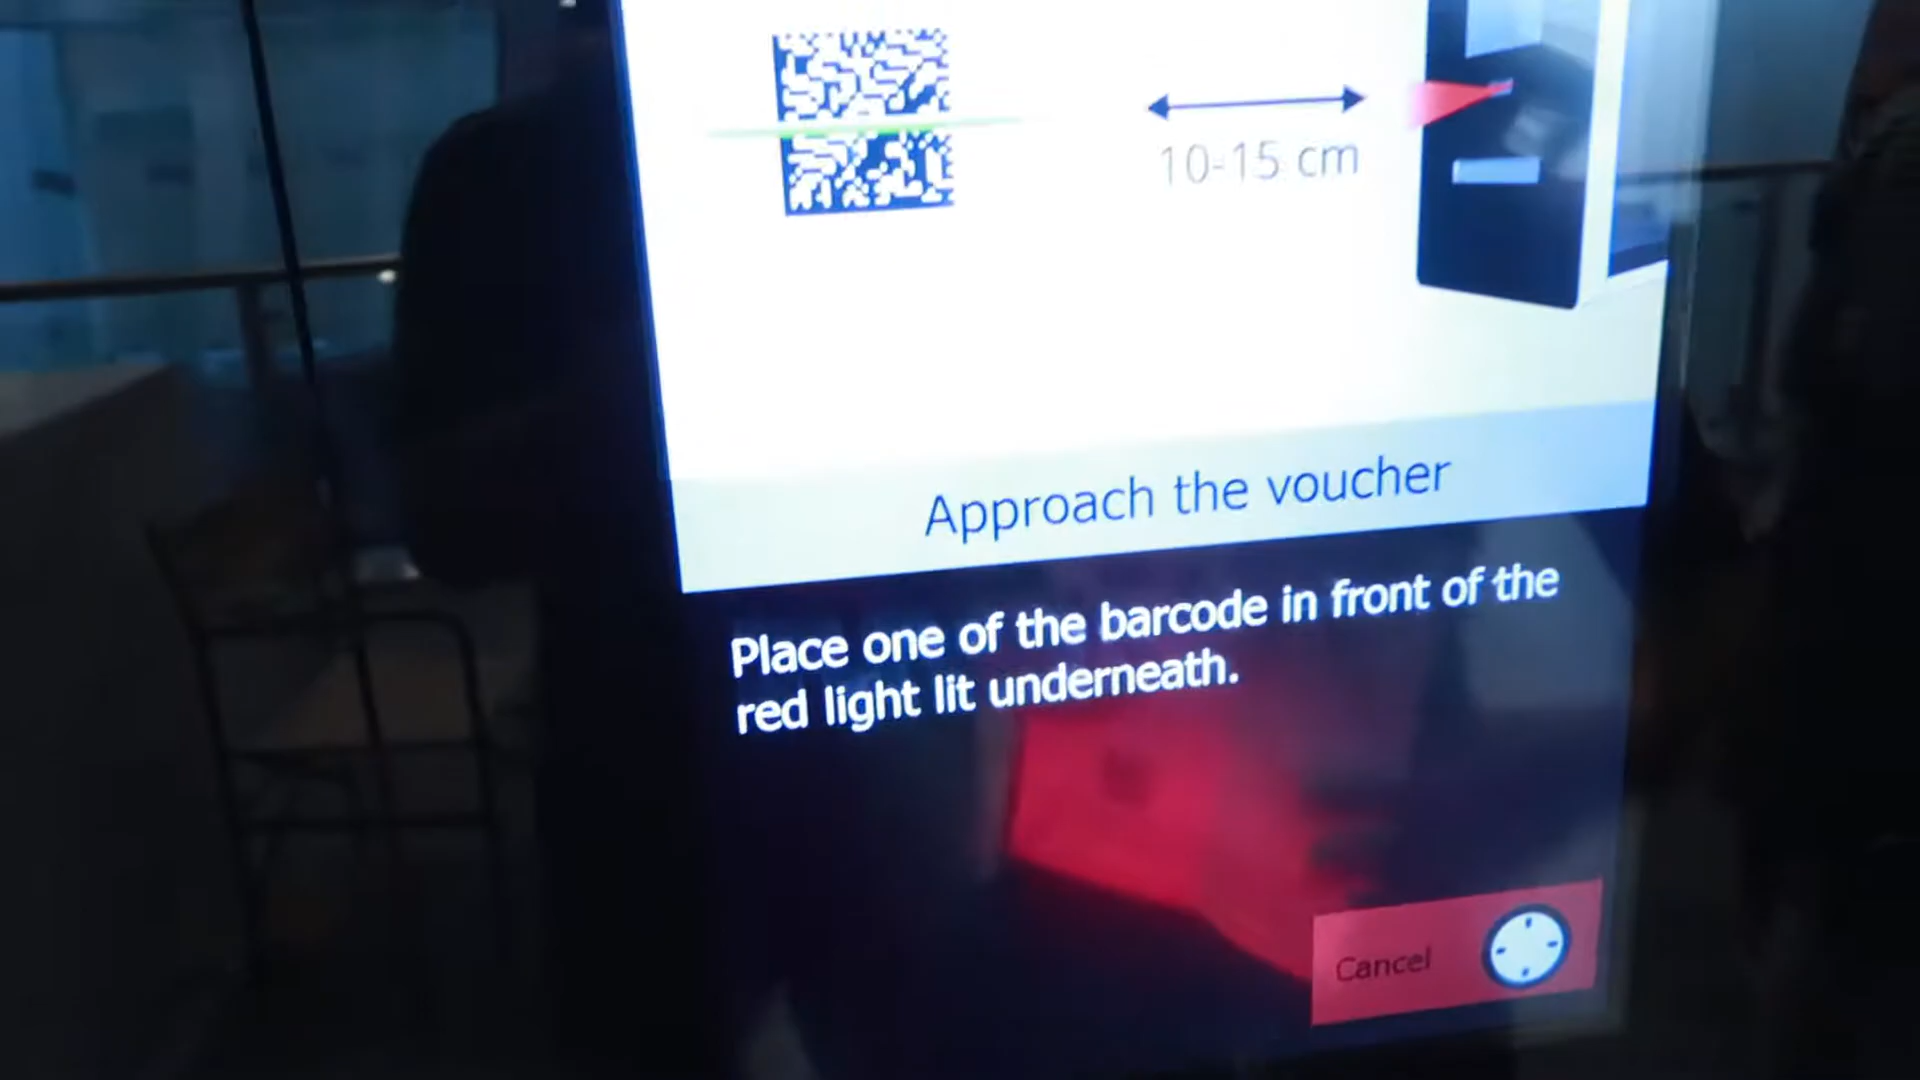 10-15 cm
Approach the voucher
Place one of the barcode in front of the
red light lit underneath.
Cancel